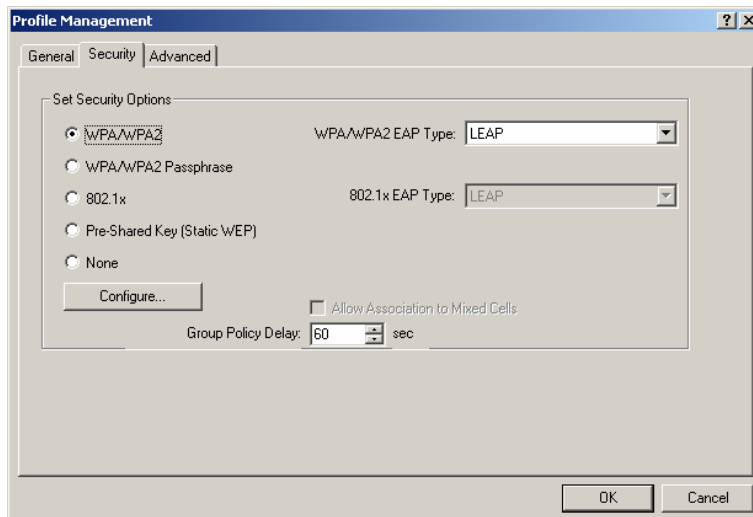 Profile Management
General Security Advanced
Set Security Options
WPA/WPA2 WPA/WPA2 EAP Type: LEAP
WPA/WPA2 Passphrase
802.1x 802.1x EAP Type: LEAP
Pre-Shared Key (Static WEP)
None
Configure...
Allow Association to Mixed Cells
Group Policy Delay: 60 sec
OK Cancel